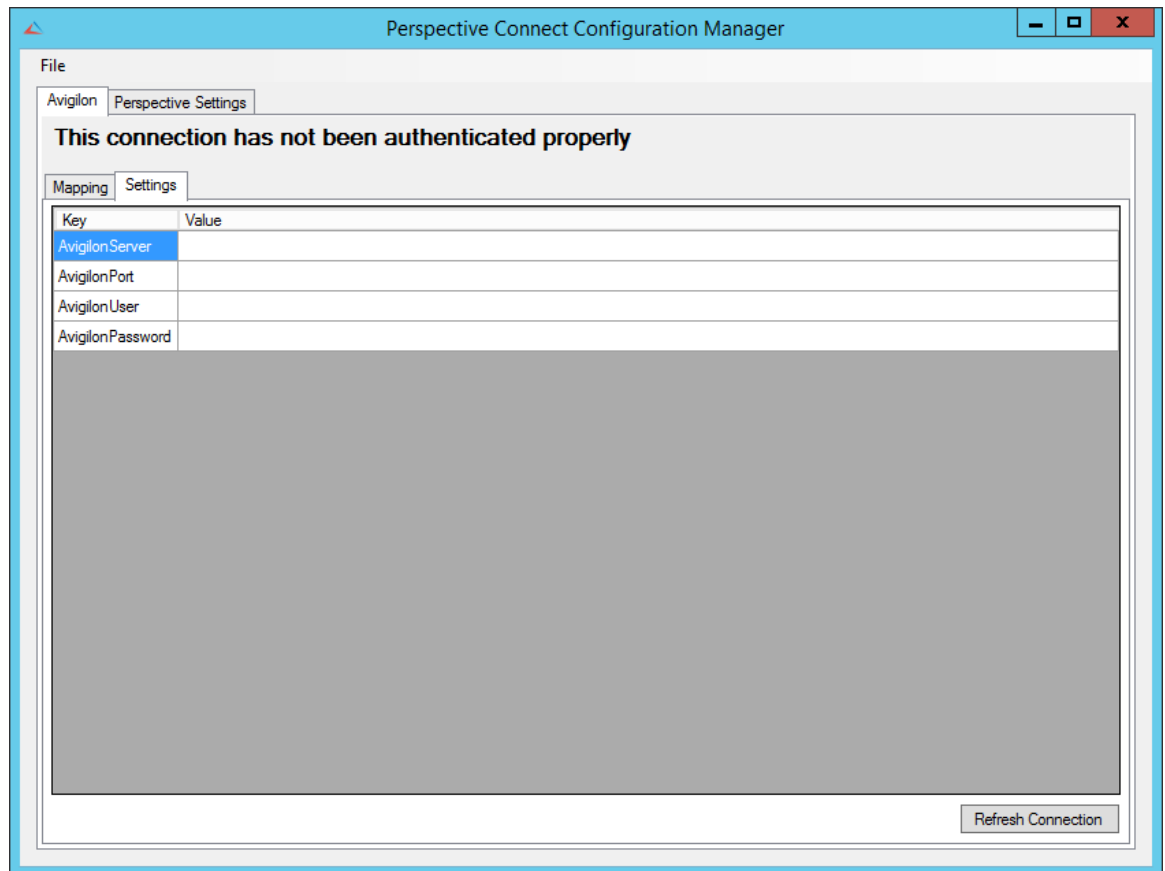 Perspective Connect Configuration Manager
X
File
Avigilon Perspective Settings
This connection has not been authenticated properly
Mapping Settings
Key Value
AvigilonServer
AvigilonPort
AvigilonUser
AvigilonPassword
Refresh Connection